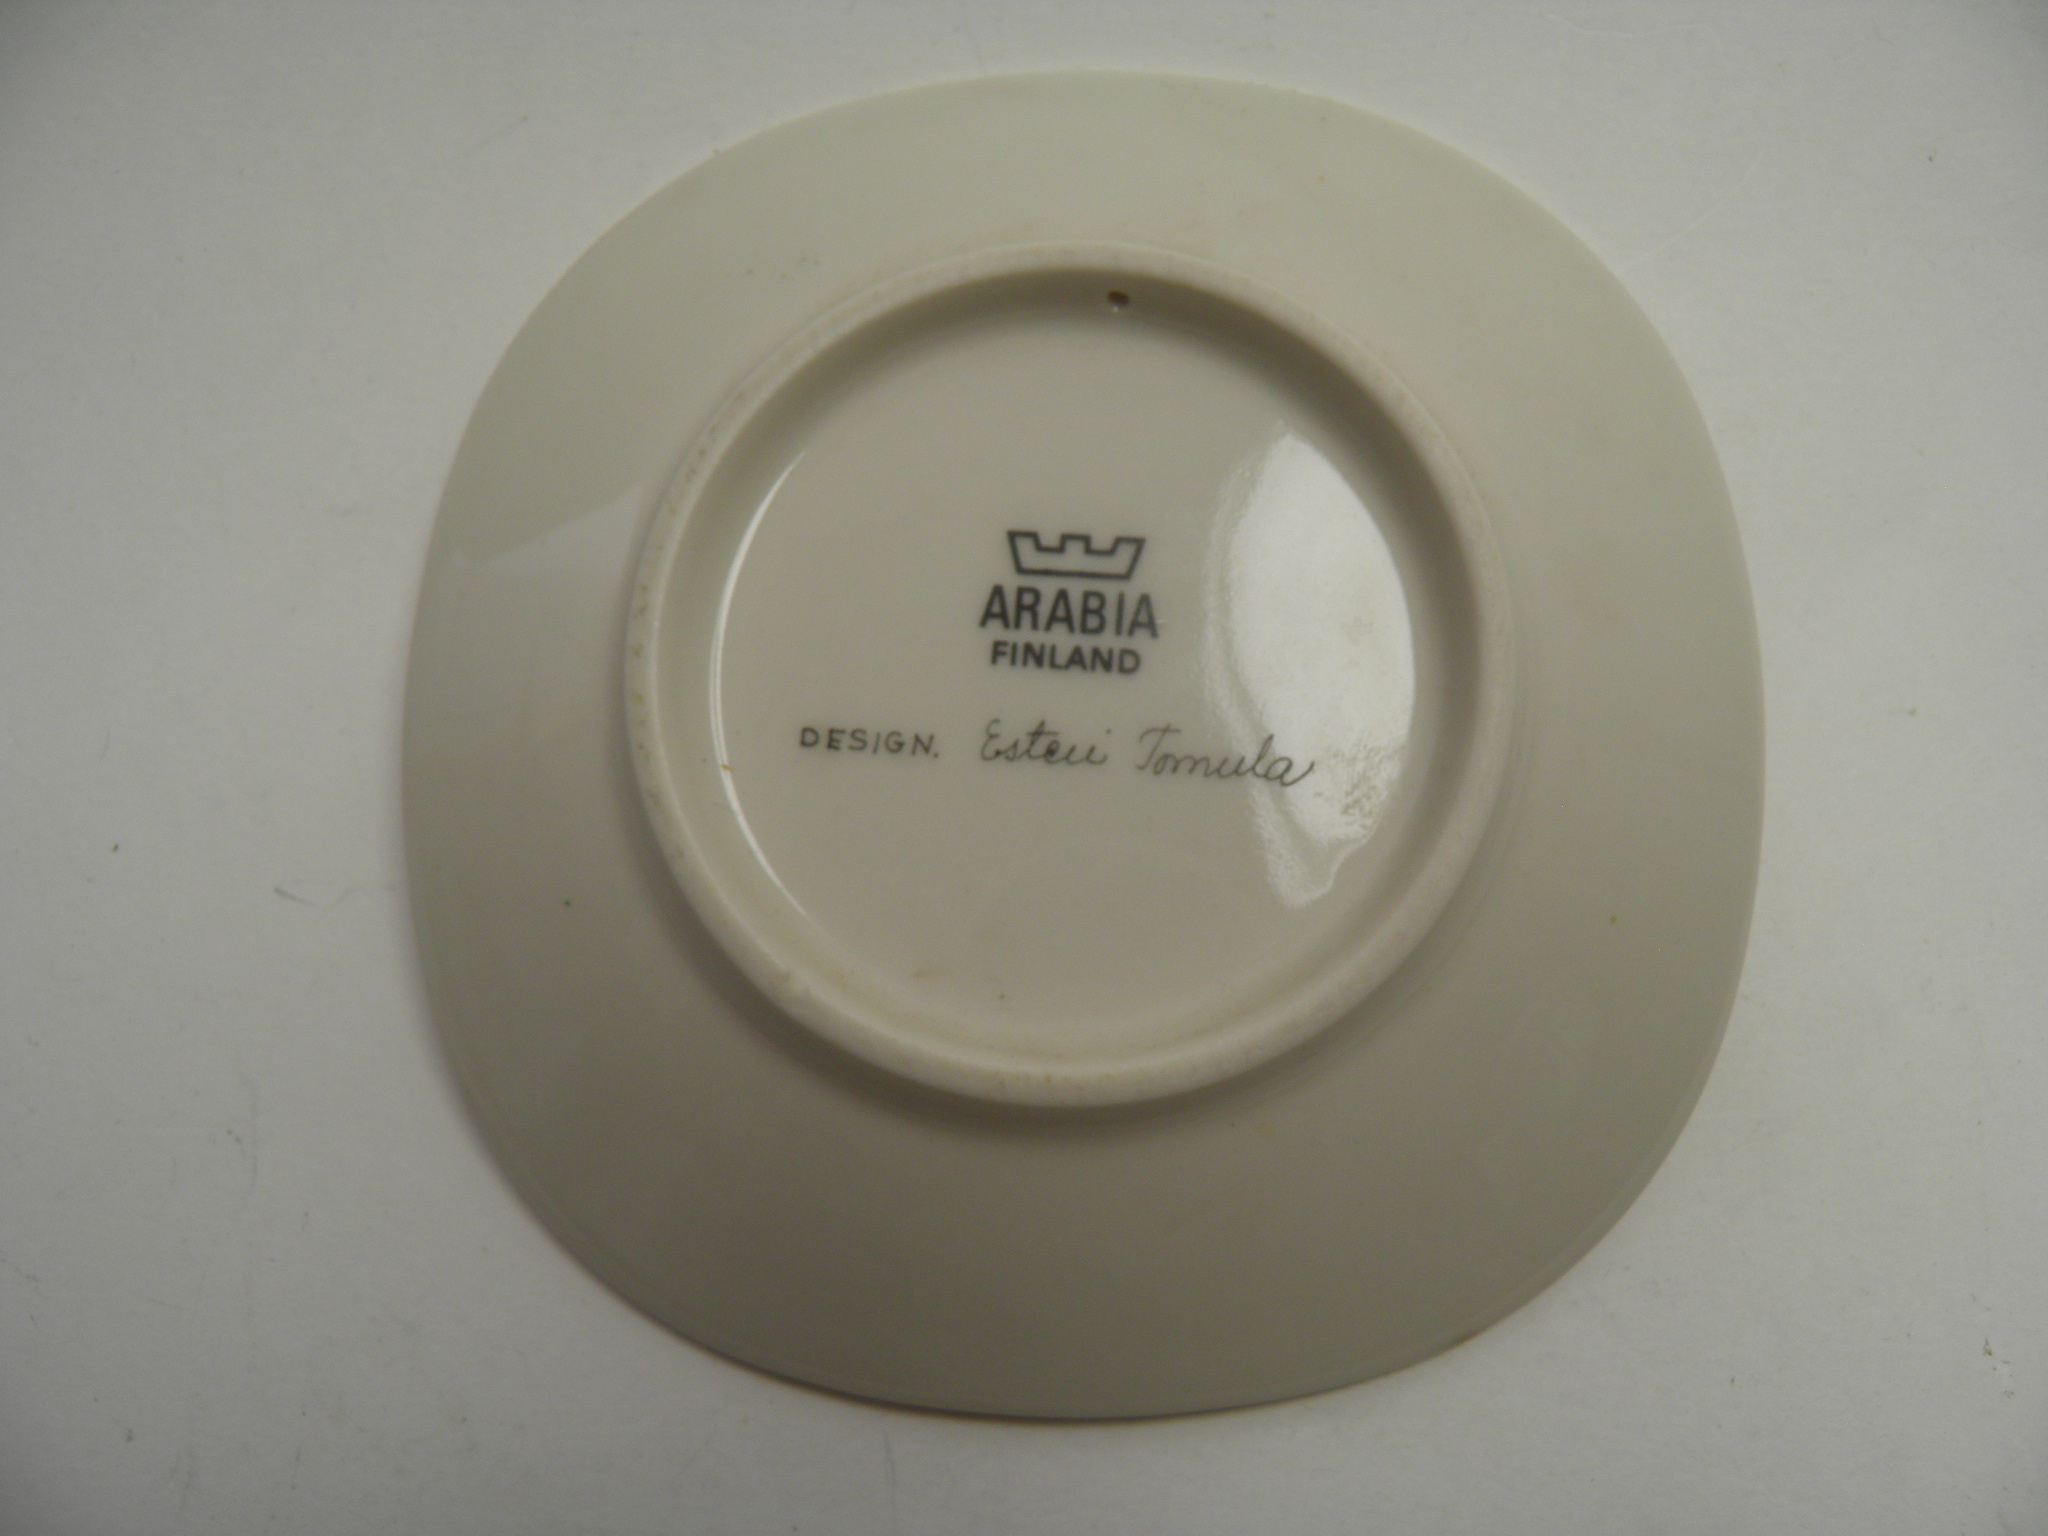 ARABIA
FINLAND
DESIGN. Esteri Tomula